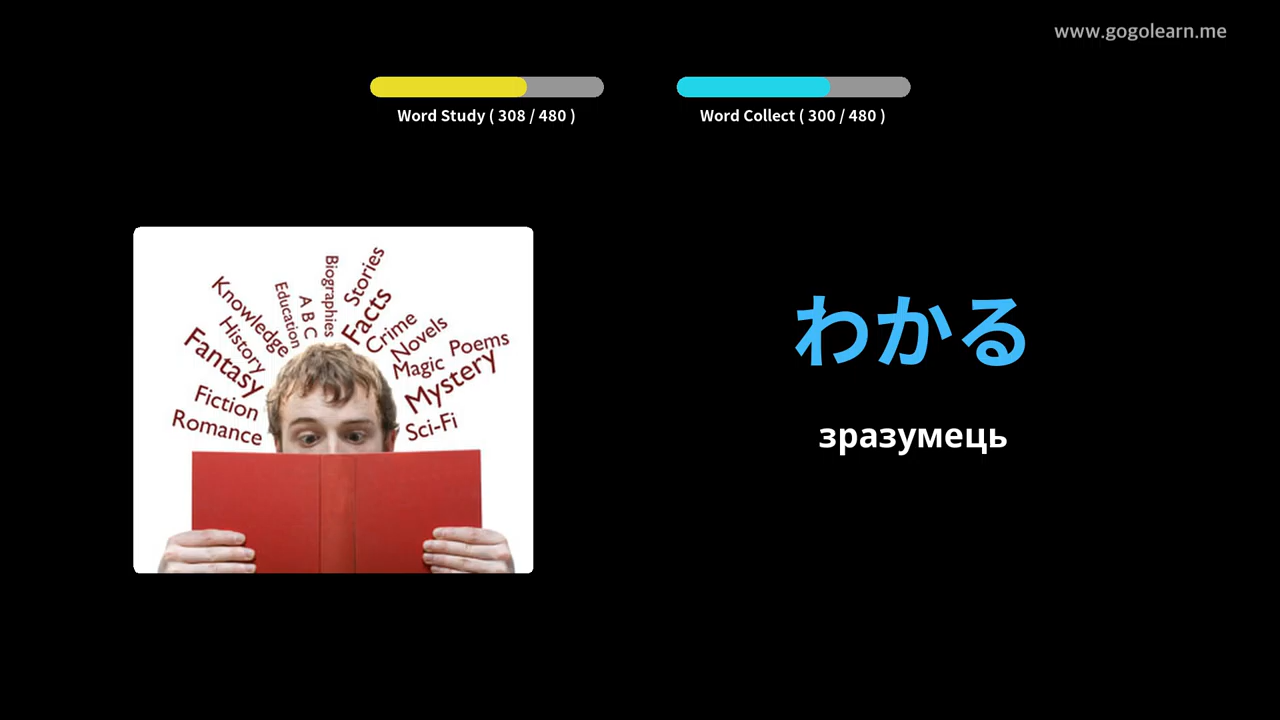 www.gogolearn.me
Word Study ( 308 / 480 )
Word Collect ( 300 / 480 )
Biographies
Stories
Education
A B C
Facts
Knowledge
Crime
History
Novels
Fantasy
Magic
Poems
Mystery
Fiction
Romance
Sci-Fi
わかる
зразумець